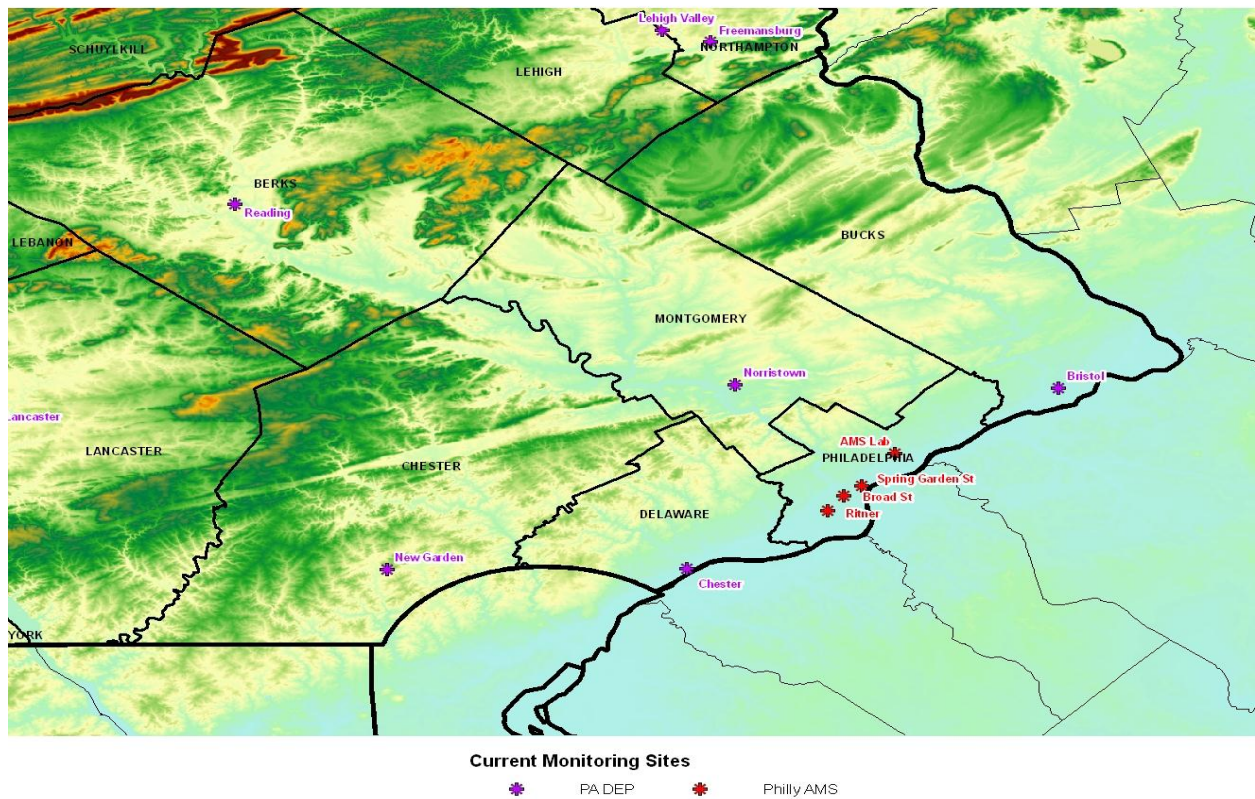 Lehigh Valley
Freemansburg
SCHUYLKILL
NORTHAMPTON
LEHIGH
BERKS
Reading
LEBANON
BUCKS
MONTGOMERY
Norristown
Bristol
Lancaster
AMS Lab
LANCASTER
PHILADELPHIA
CHESTER
Spring Garden St
Broad St
DELAWARE
Ritner
New Garden
Chester
YORK
Current Monitoring Sites
PA DEP
Philly AMS